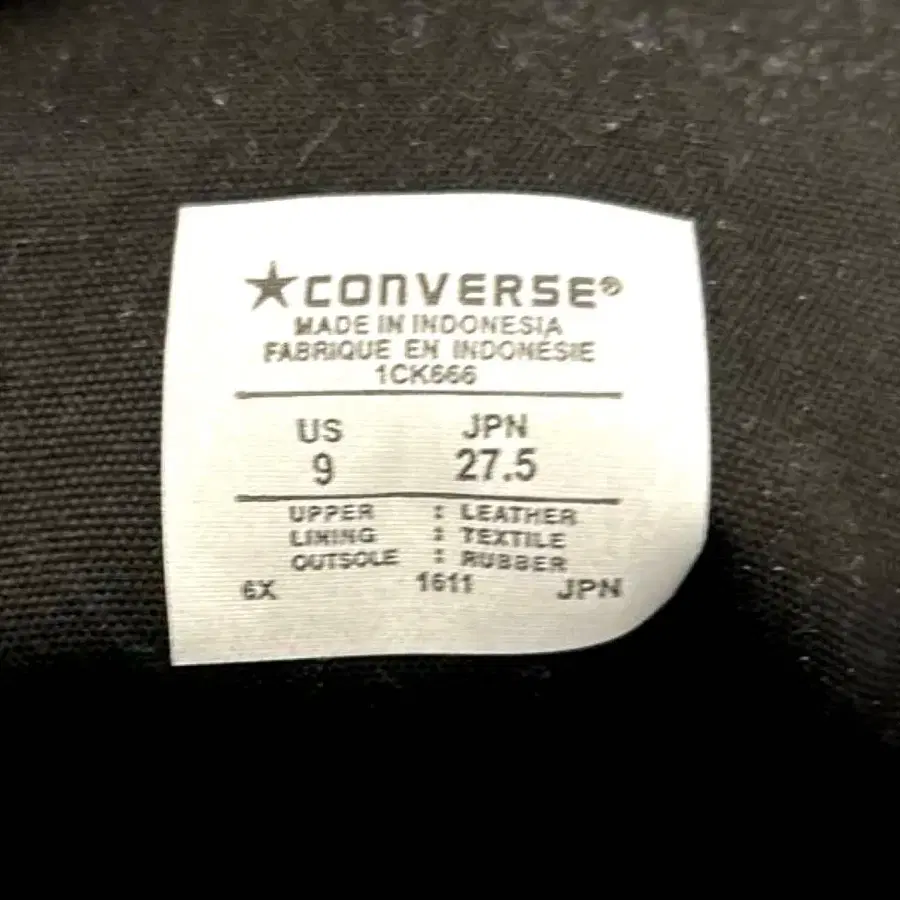 ★CONVERSE®
MADE IN INDONESIA
FABRIQUE EN INDONÉSIE
1CK666
US JPN
9 27.5
UPPER : LEATHER
LINING : TEXTILE
OUTSOLE : RUBBER
6X 1611 JPN